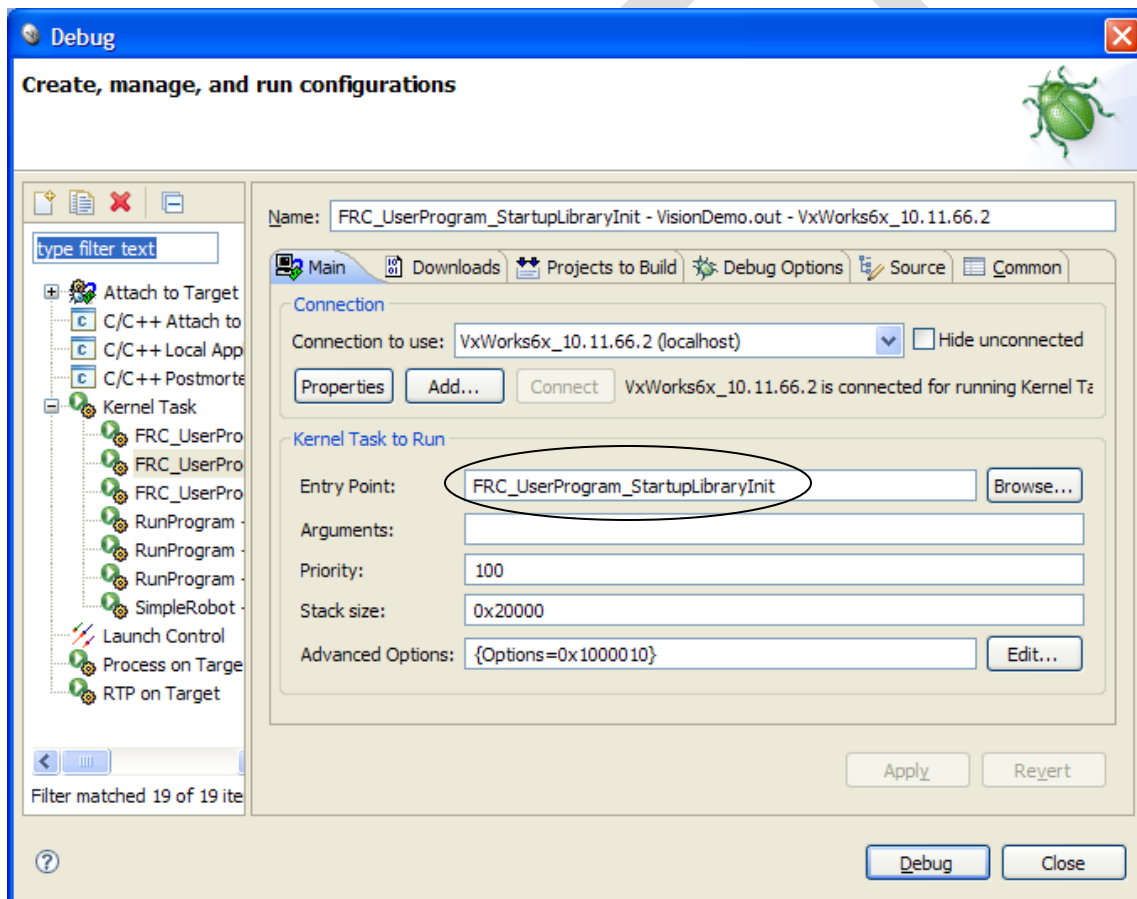 Debug
Create, manage, and run configurations
type filter text
Attach to Target
C/C++ Attach to
C/C++ Local App
C/C++ Postmorte
Kernel Task
FRC_UserPro
FRC_UserPro
FRC_UserPro
RunProgram -
RunProgram -
RunProgram -
SimpleRobot -
Launch Control
Process on Targe
RTP on Target
Filter matched 19 of 19 ite
Name: FRC_UserProgram_StartupLibraryInit - VisionDemo.out - VxWorks6x_10.11.66.2
Main Downloads Projects to Build Debug Options Source Common
Connection
Connection to use: VxWorks6x_10.11.66.2 (localhost) Hide unconnected
Properties Add... Connect VxWorks6x_10.11.66.2 is connected for running Kernel Ta
Kernel Task to Run
Entry Point: FRC_UserProgram_StartupLibraryInit Browse...
Arguments:
Priority: 100
Stack size: 0x20000
Advanced Options: {Options=0x1000010} Edit...
Apply Revert
? Debug Close